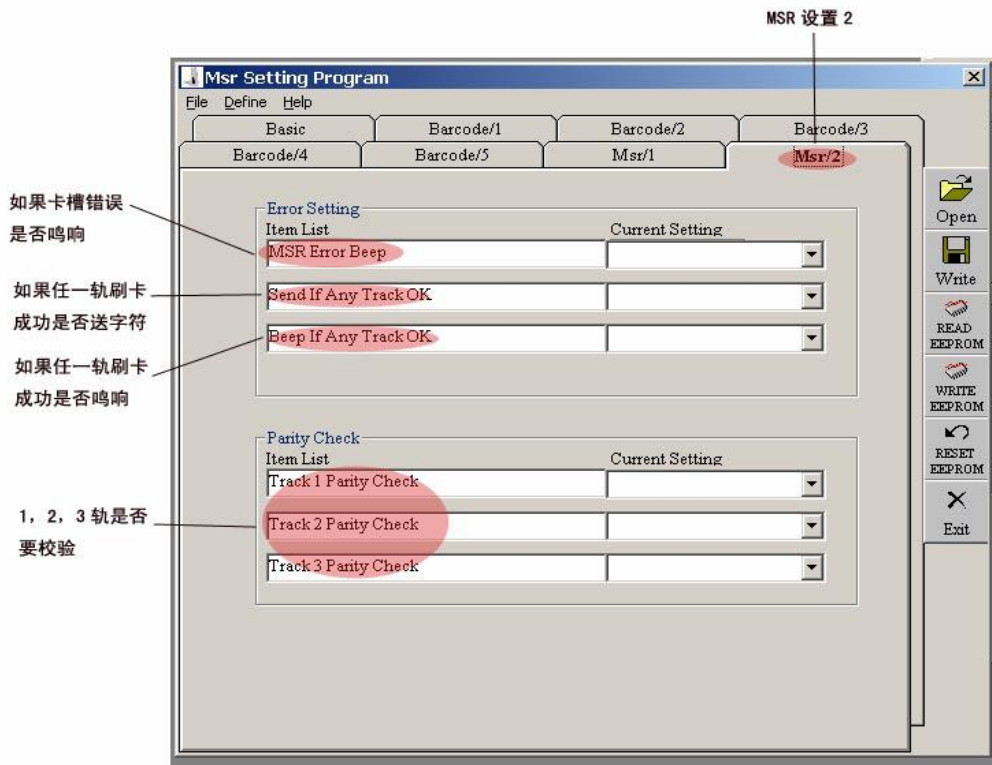 MSR 设置 2
Msr Setting Program
File Define Help
Basic Barcode/1 Barcode/2 Barcode/3
Barcode/4 Barcode/5 Msr/1 Msr/2
如果卡槽错误
是否鸣响
如果任一轨刷卡
成功是否送字符
如果任一轨刷卡
成功是否鸣响
1，2，3 轨是否
要校验
Error Setting
Item List Current Setting
MSR Error Beep
Send If Any Track OK
Beep If Any Track OK
Parity Check
Item List Current Setting
Track 1 Parity Check
Track 2 Parity Check
Track 3 Parity Check
Open
Write
READ
EEPROM
WRITE
EEPROM
RESET
EEPROM
Exit